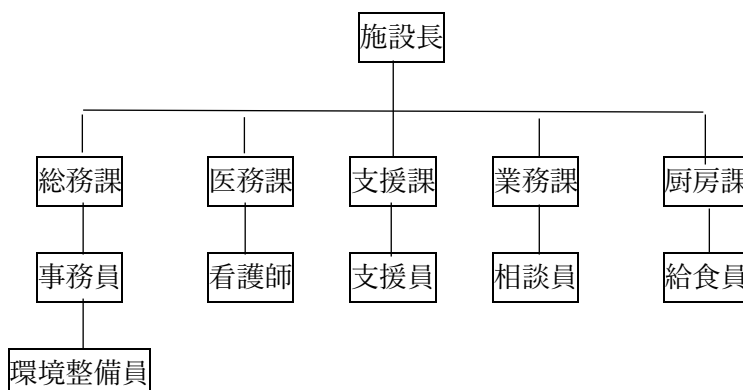 施設長
総務課
医務課
支援課
業務課
厨房課
事務員
看護師
支援員
相談員
給食員
環境整備員